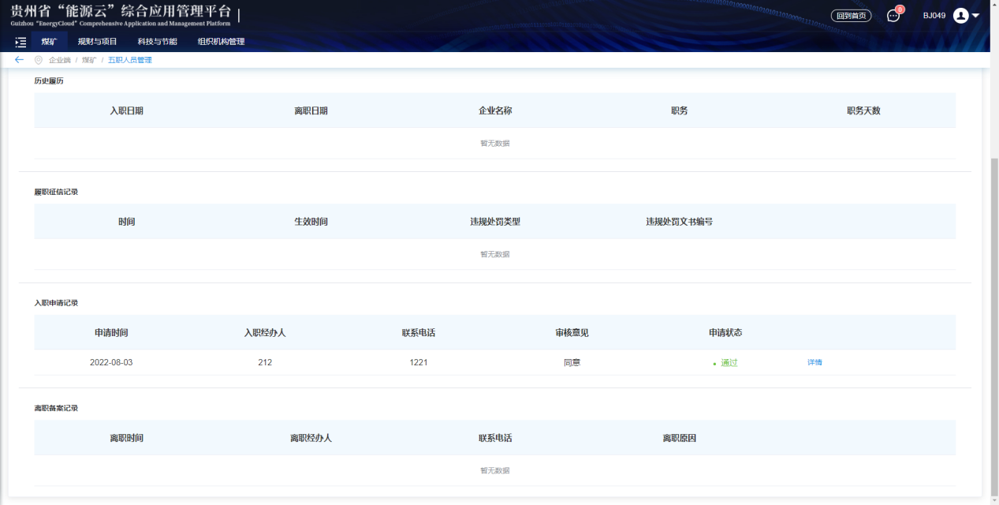 贵州省“能源云”综合应用管理平台
Guizhou "EnergyCloud" Comprehensive Application and Management Platform
回到首页
0
BJ049
煤矿 规财与项目 科技与节能 组织机构管理
企业端 / 煤矿 / 五职人员管理
历史履历
入职日期 离职日期 企业名称 职务 职务天数
暂无数据
履职征信记录
时间 生效时间 违规处罚类型 违规处罚文书编号
暂无数据
入职申请记录
申请时间 入职经办人 联系电话 审核意见 申请状态
2022-08-03 212 1221 同意 通过 详情
离职备案记录
离职时间 离职经办人 联系电话 离职原因
暂无数据